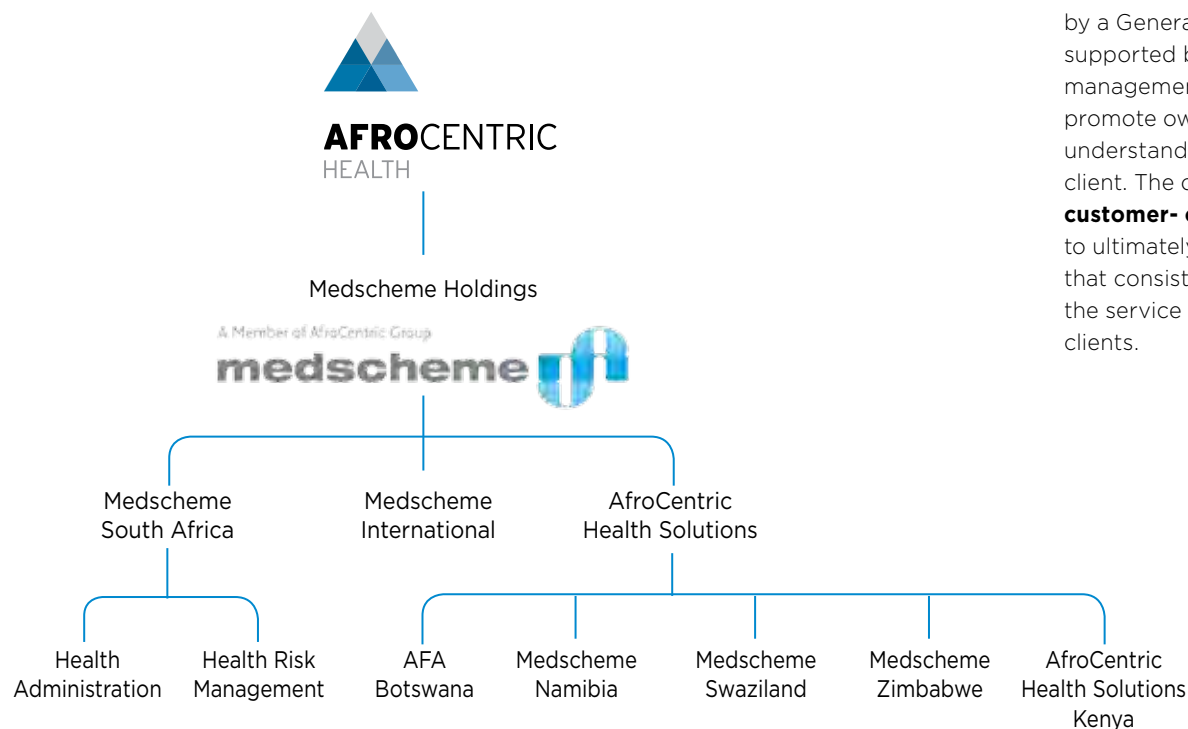 AFROCENTRIC
HEALTH
Medscheme Holdings
A Member of AfroCentric Group
medscheme
Medscheme
South Africa
Medscheme
International
AfroCentric
Health Solutions
Health
Administration
Health Risk
Management
AFA
Botswana
Medscheme
Namibia
Medscheme
Swaziland
Medscheme
Zimbabwe
AfroCentric
Health Solutions
Kenya
by a Genera
supported b
managemen
promote ow
understand
client. The c
customer-
to ultimately
that consist
the service
clients.